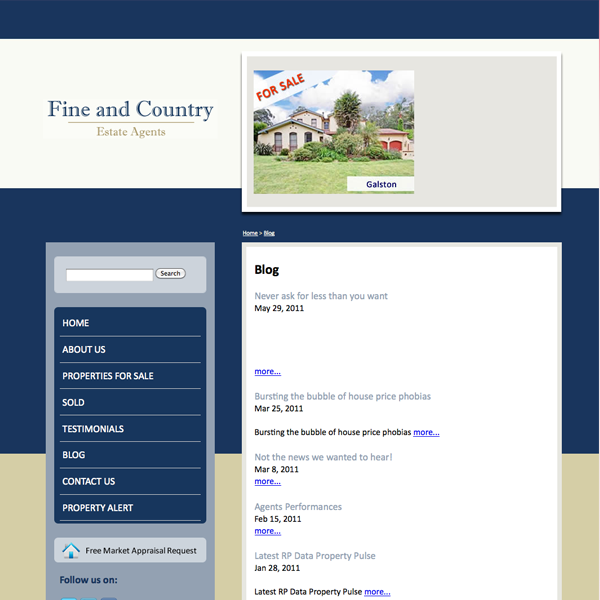 Fine and Country
Estate Agents
FOR SALE
Galston
Home > Blog
Search
HOME
ABOUT US
PROPERTIES FOR SALE
SOLD
TESTIMONIALS
BLOG
CONTACT US
PROPERTY ALERT
Free Market Appraisal Request
Follow us on:
Blog
Never ask for less than you want
May 29, 2011
more...
Bursting the bubble of house price phobias
Mar 25, 2011
Bursting the bubble of house price phobias more...
Not the news we wanted to hear!
Mar 8, 2011
more...
Agents Performances
Feb 15, 2011
more...
Latest RP Data Property Pulse
Jan 28, 2011
Latest RP Data Property Pulse more...